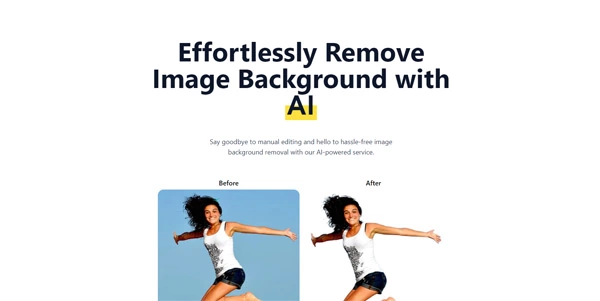 Effortlessly Remove
Image Background with
AI
Say goodbye to manual editing and hello to hassle-free image
background removal with our AI-powered service.
Before
After